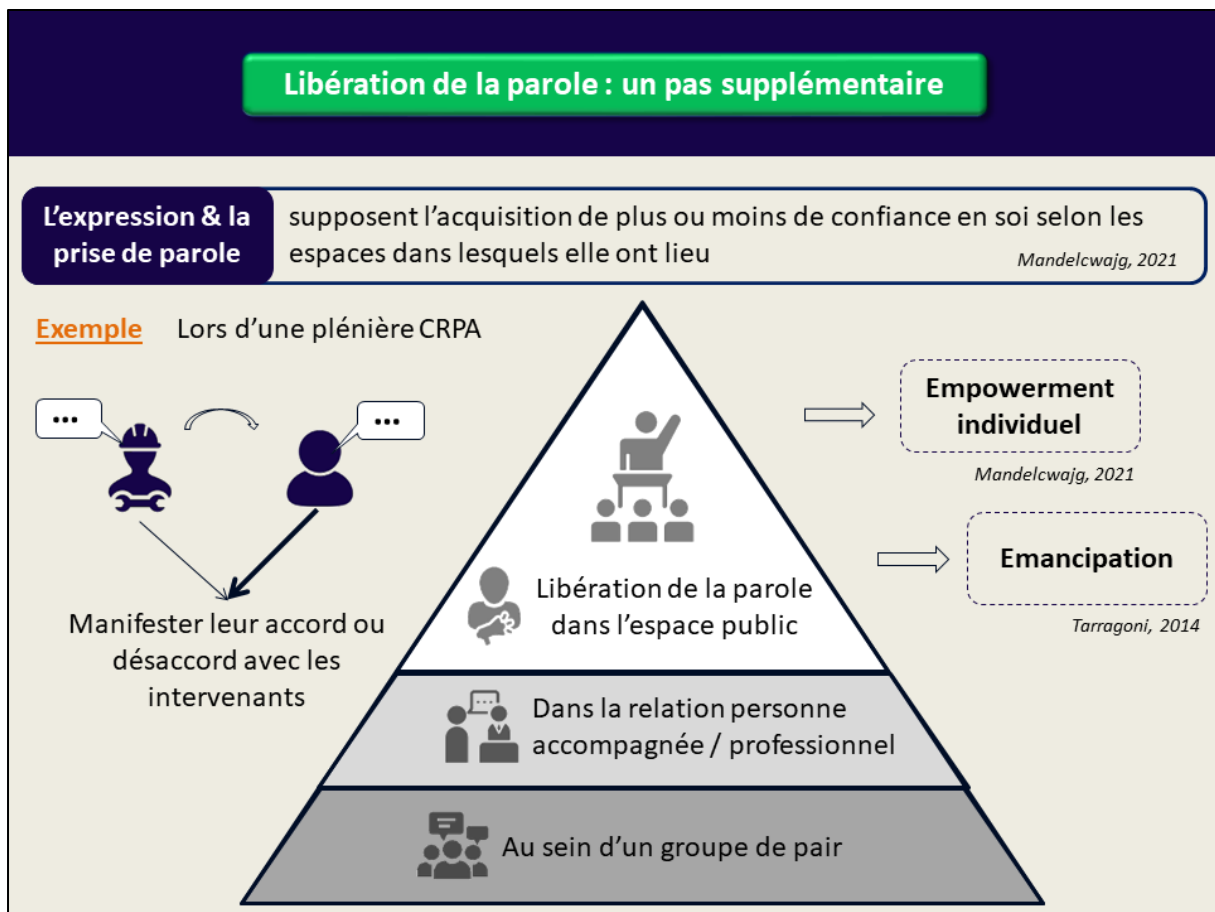 Libération de la parole : un pas supplémentaire
L'expression & la
prise de parole
supposent l'acquisition de plus ou moins de confiance en soi selon les
espaces dans lesquels elle ont lieu
Mandelcwajg, 2021
Exemple Lors d'une plénière CRPA
...
...
Manifester leur accord ou
désaccord avec les
intervenants
Libération de la parole
dans l'espace public
Dans la relation personne
accompagnée / professionnel
Au sein d'un groupe de pair
Empowerment
individuel
Mandelcwajg, 2021
Emancipation
Tarragoni, 2014